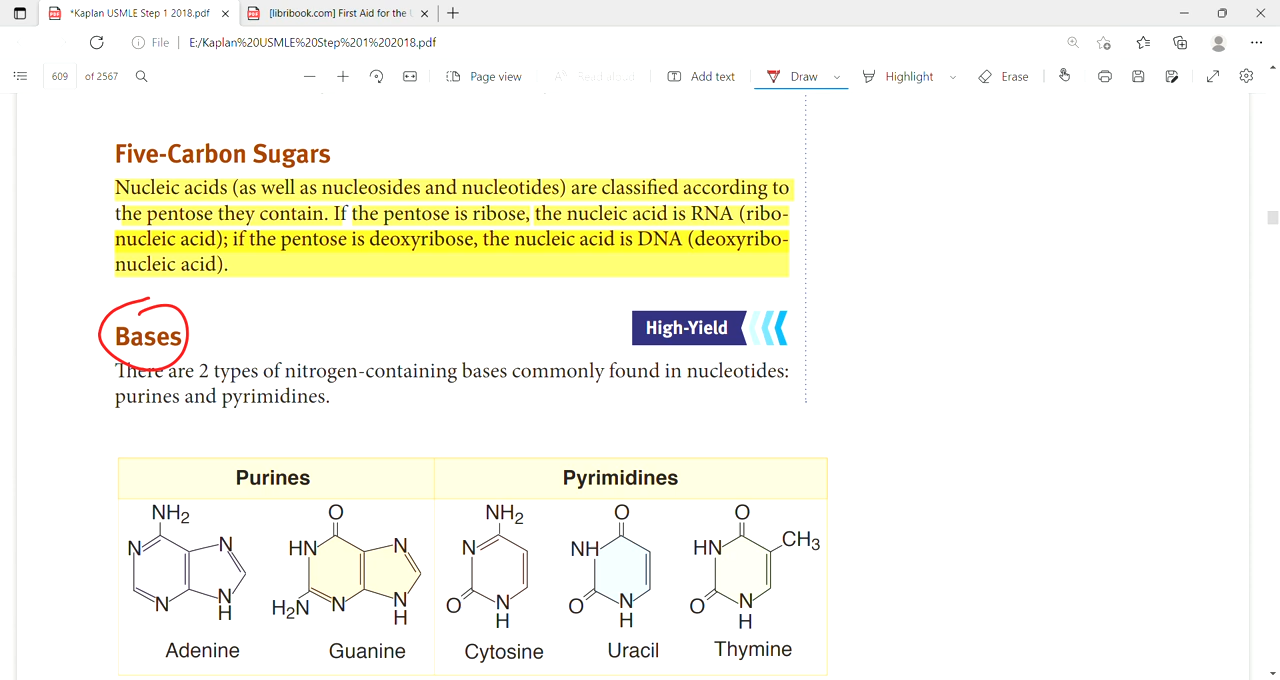 *Kaplan USMLE Step 1 2018.pdf
[libribook.com] First Aid for the
File
E:/Kaplan%20USMLE%20Step%201%202018.pdf
609
of 2567
Page view
Read aloud
Add text
Draw
Highlight
Erase
Five-Carbon Sugars
Nucleic acids (as well as nucleosides and nucleotides) are classified according to
the pentose they contain. If the pentose is ribose, the nucleic acid is RNA (ribo-
nucleic acid); if the pentose is deoxyribose, the nucleic acid is DNA (deoxyribo-
nucleic acid).
Bases
High-Yield
There are 2 types of nitrogen-containing bases commonly found in nucleotides:
purines and pyrimidines.
Purines
Pyrimidines
NH2
N
N
N
N
H
Adenine
O
HN
N
H2N
N
N
H
Guanine
NH2
N
O
N
H
Cytosine
O
NH
O
N
H
Uracil
O
CH3
HN
O
N
H
Thymine